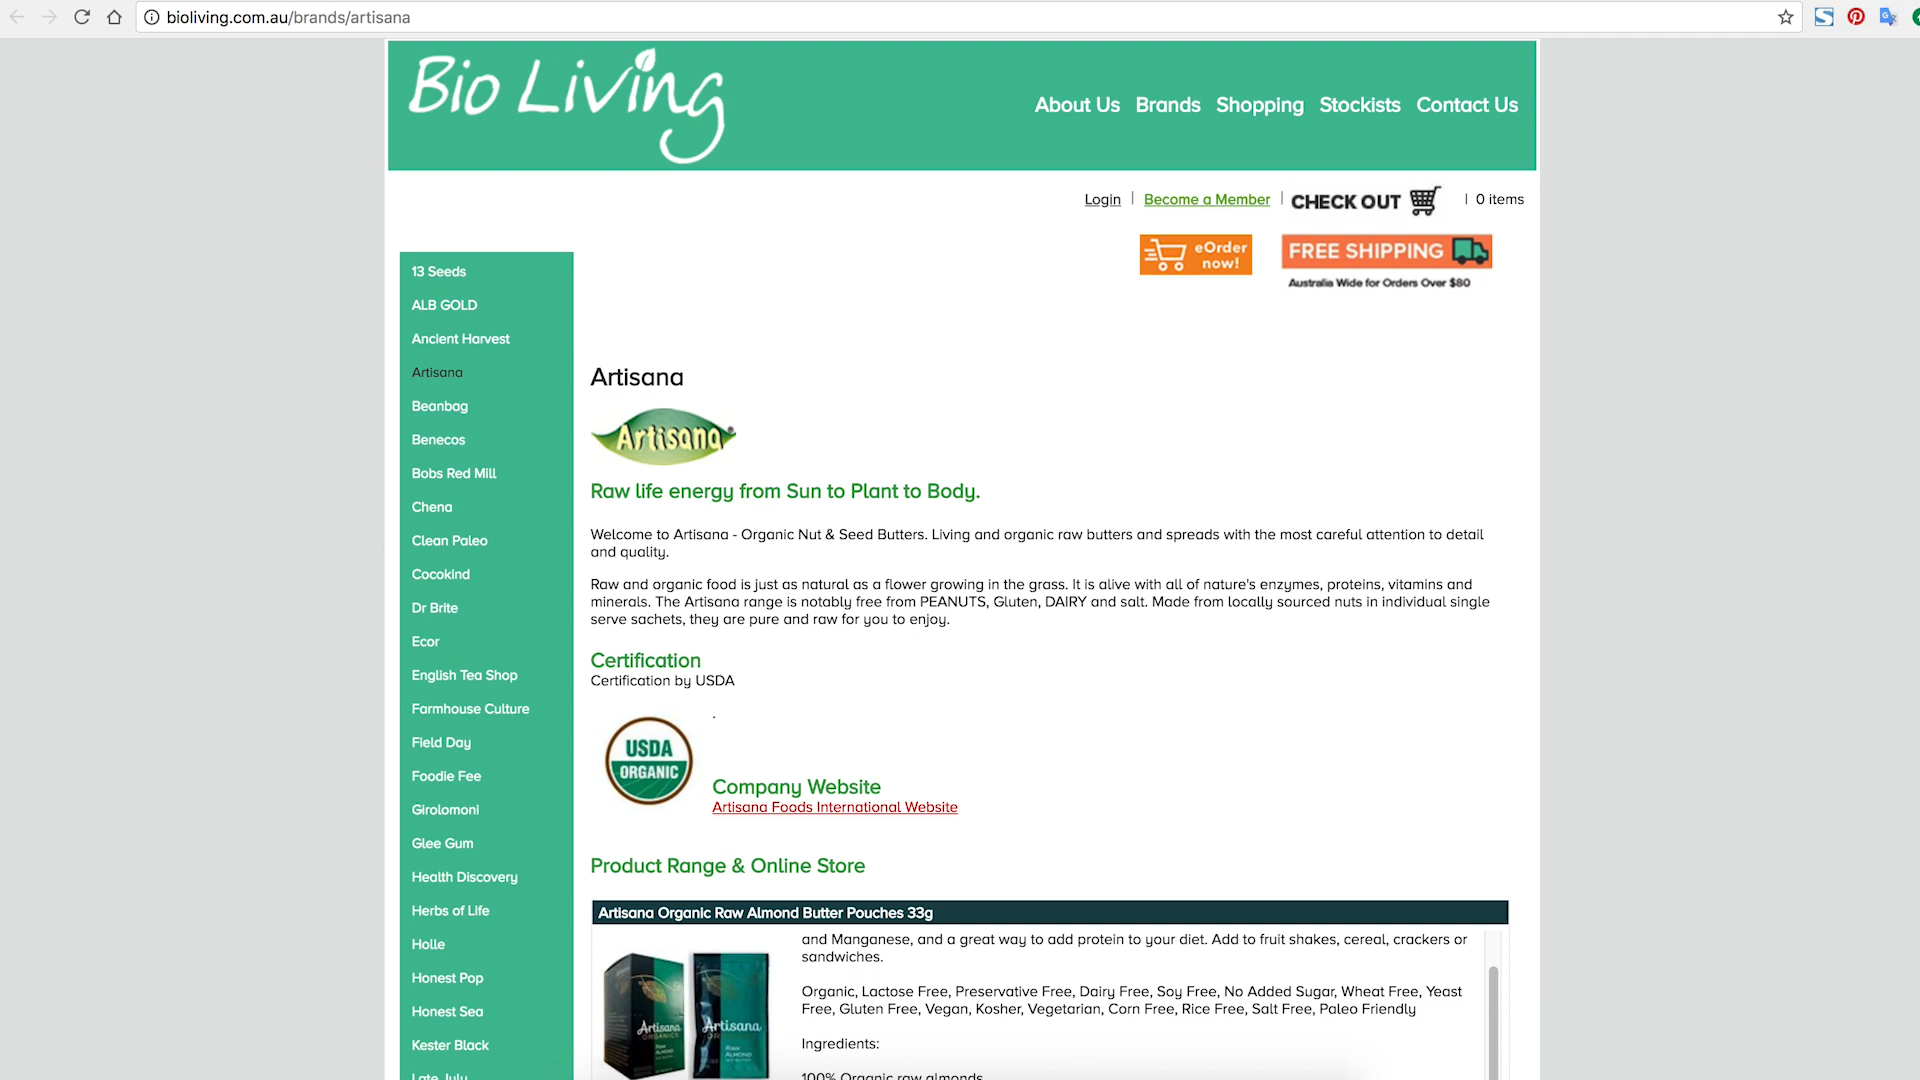 bioliving.com.au/brands/artisana
Bio Living
About Us Brands Shopping Stockists Contact Us
Login | Become a Member | CHECK OUT | 0 items
eOrder now!
FREE SHIPPING
Australia Wide for Orders Over $80
13 Seeds
ALB GOLD
Ancient Harvest
Artisana
Beanbag
Benecos
Bobs Red Mill
Chena
Clean Paleo
Cocokind
Dr Brite
Ecor
English Tea Shop
Farmhouse Culture
Field Day
Foodie Fee
Girolomoni
Glee Gum
Health Discovery
Herbs of Life
Holle
Honest Pop
Honest Sea
Kester Black
Late July
Artisana
Artisana
Raw life energy from Sun to Plant to Body.
Welcome to Artisana - Organic Nut & Seed Butters. Living and organic raw butters and spreads with the most careful attention to detail
and quality.
Raw and organic food is just as natural as a flower growing in the grass. It is alive with all of nature's enzymes, proteins, vitamins and
minerals. The Artisana range is notably free from PEANUTS, Gluten, DAIRY and salt. Made from locally sourced nuts in individual single
serve sachets, they are pure and raw for you to enjoy.
Certification
Certification by USDA
.
USDA
ORGANIC
Company Website
Artisana Foods International Website
Product Range & Online Store
Artisana Organic Raw Almond Butter Pouches 33g
and Manganese, and a great way to add protein to your diet. Add to fruit shakes, cereal, crackers or
sandwiches.
Organic, Lactose Free, Preservative Free, Dairy Free, Soy Free, No Added Sugar, Wheat Free, Yeast
Free, Gluten Free, Vegan, Kosher, Vegetarian, Corn Free, Rice Free, Salt Free, Paleo Friendly
Ingredients:
100% Organic raw almonds
Artisana
ORGANICS
RAW
ALMOND
Artisana
RAW
ALMOND